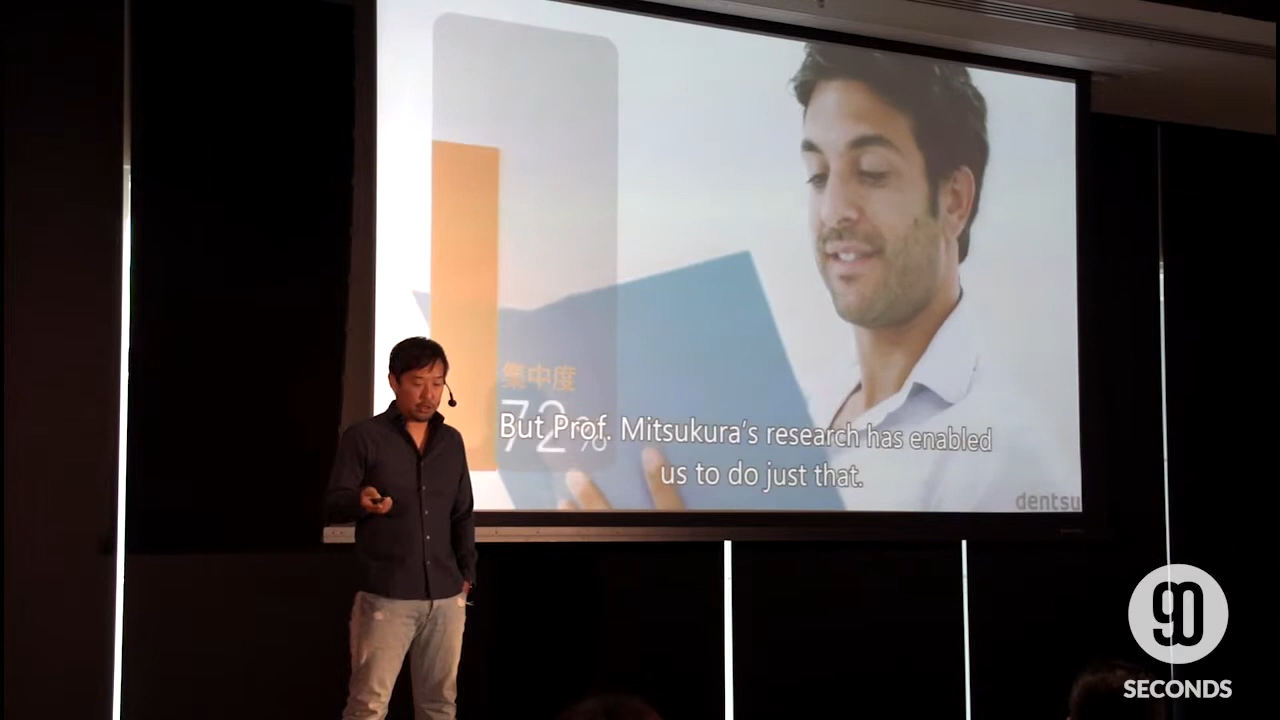 集中度
72%
But Prof. Mitsukura's research has enabled
us to do just that.
dentsu
90
SECONDS